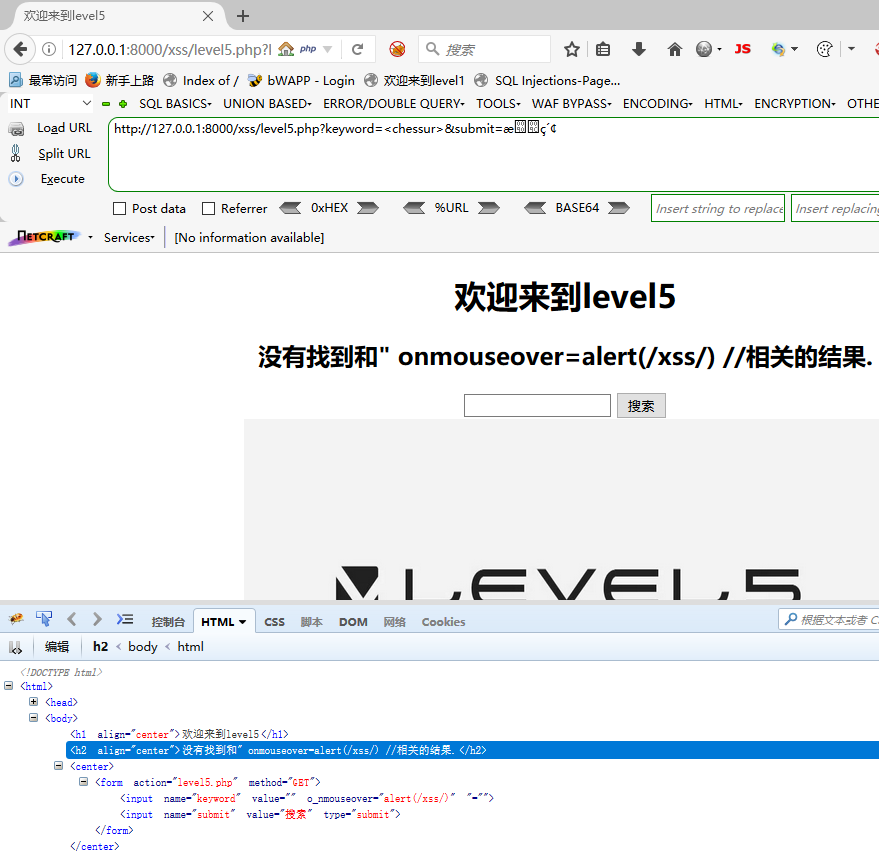 欢迎来到level5
127.0.0.1:8000/xss/level5.php?l
php
搜索
JS
最常访问 新手上路 Index of / bWAPP - Login 欢迎来到level1 SQL Injections-Page...
INT SQL BASICS UNION BASED ERROR/DOUBLE QUERY TOOLS WAF BYPASS ENCODING HTML ENCRYPTION OTHE
Load URL
http://127.0.0.1:8000/xss/level5.php?keyword=<chessur>&submit=æç´¢
Split URL
Execute
Post data Referrer 0xHEX %URL BASE64 Insert string to replace Insert replacing
NETCRAFT Services [No information available]
欢迎来到level5
没有找到和" onmouseover=alert(/xss/) //相关的结果.
搜索
LEVEL5
控制台 HTML CSS 脚本 DOM 网络 Cookies 根据文本或者 C
编辑 h2 < body < html
<!DOCTYPE html>
<html>
<head>
<body>
<h1 align="center">欢迎来到level5</h1>
<h2 align="center">没有找到和" onmouseover=alert(/xss/) //相关的结果.</h2>
<center>
<form action="level5.php" method="GET">
<input name="keyword" value="" o_nmouseover="alert(/xss/)" "="">
<input name="submit" value="搜索" type="submit">
</form>
</center>